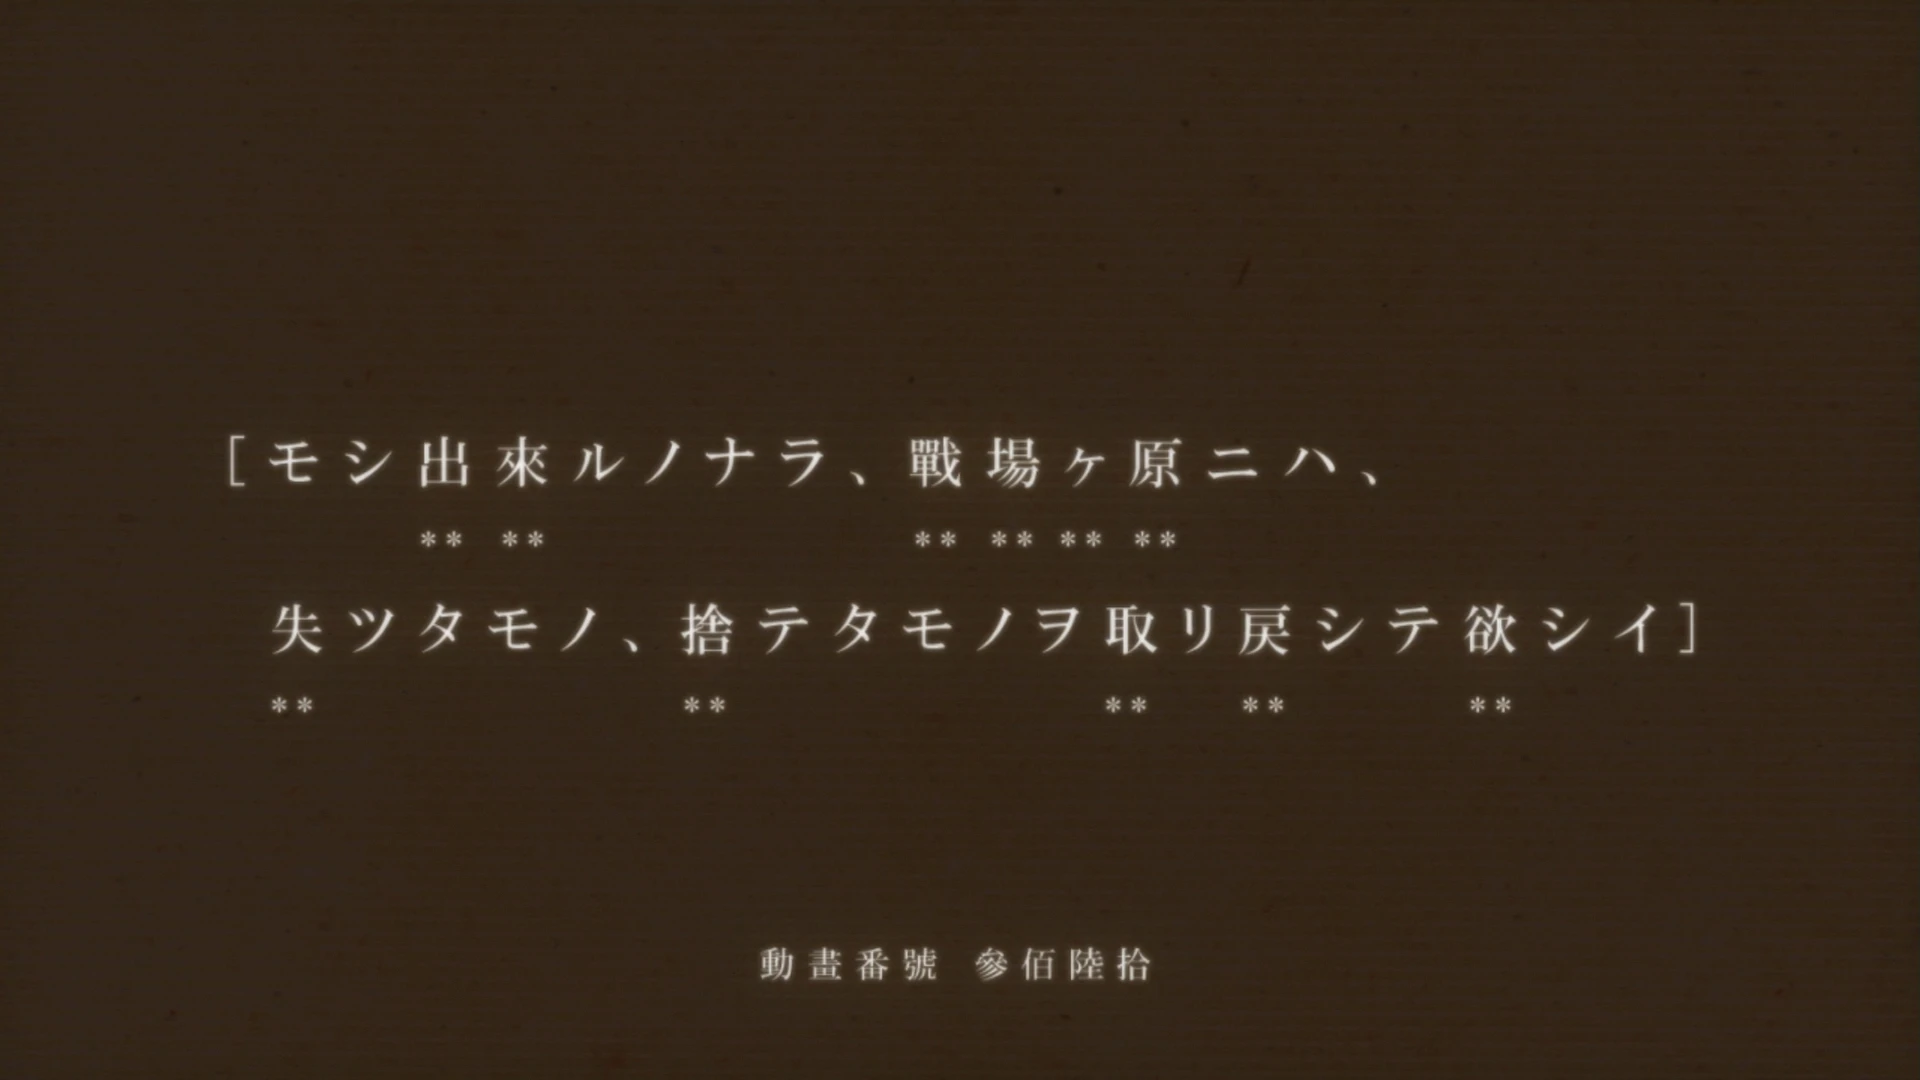 ［モシ出來ルノナラ、戰場ヶ原ニハ、
** ** ** ** ** **
失ツタモノ、捨テタモノヲ取リ戻シテ欲シイ］
** ** ** ** **
動畫番號 參佰陸拾